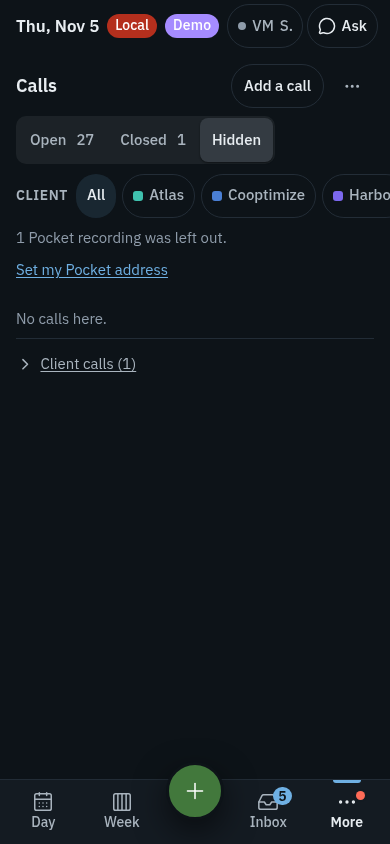 Thu, Nov 5 Local Demo VM S. Ask
Calls Add a call
Open 27 Closed 1 Hidden
CLIENT All Atlas Cooptimize Harbo
1 Pocket recording was left out.
Set my Pocket address
No calls here.
Client calls (1)
5
Day Week Inbox More